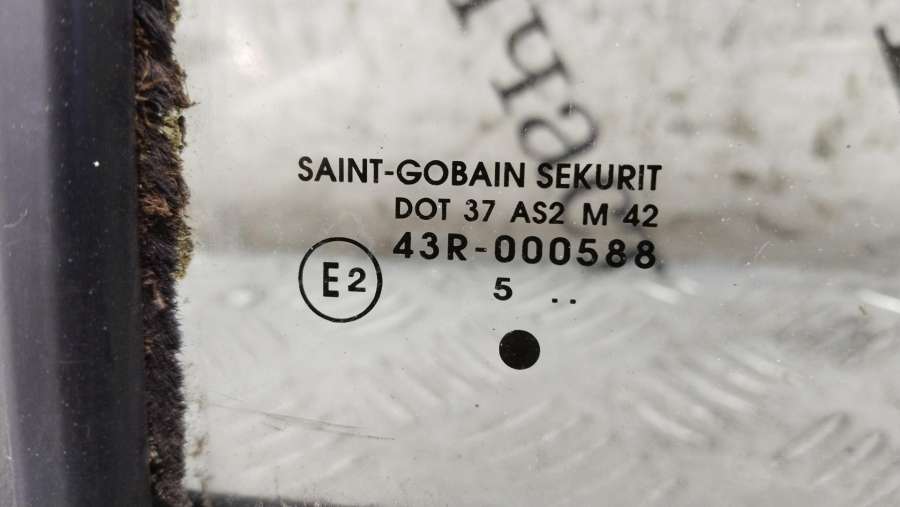 SAINT-GOBAIN SEKURIT
DOT 37 AS2 M 42
43R-000588
E2
5 ..